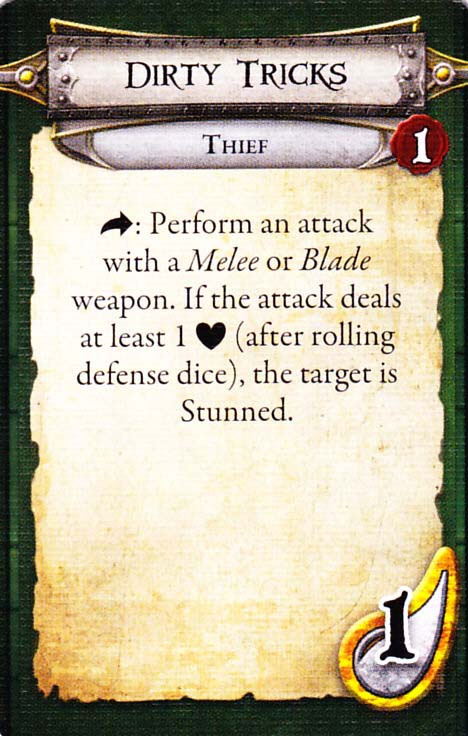 DIRTY TRICKS
THIEF
1
: Perform an attack
with a Melee or Blade
weapon. If the attack deals
at least 1 ♥ (after rolling
defense dice), the target is
Stunned.
1